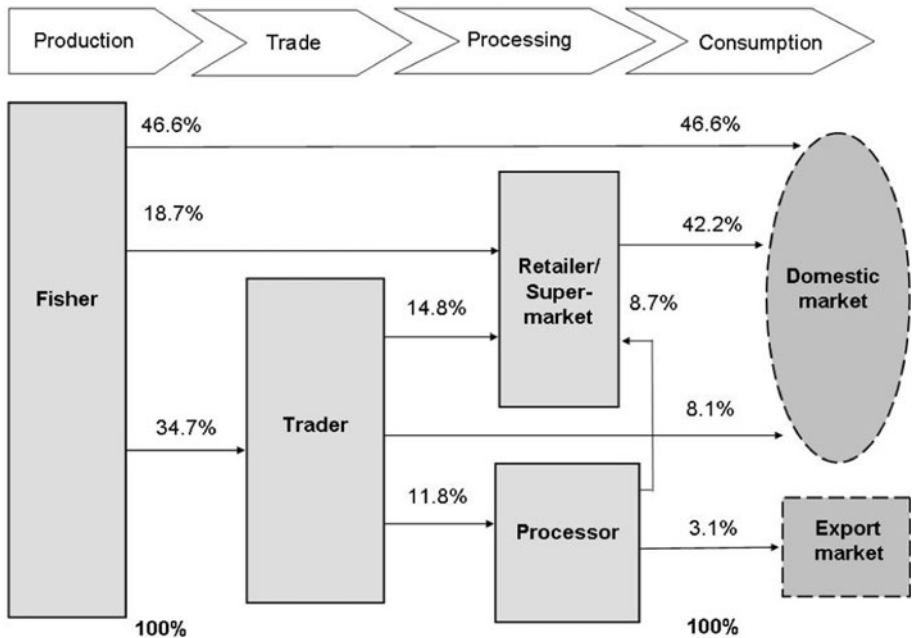 Production
Trade
Processing
Consumption
46.6%
46.6%
18.7%
42.2%
Fisher
Retailer/
Super-
market
Domestic
market
14.8%
8.7%
34.7%
Trader
8.1%
11.8%
Processor
3.1%
Export
market
100%
100%